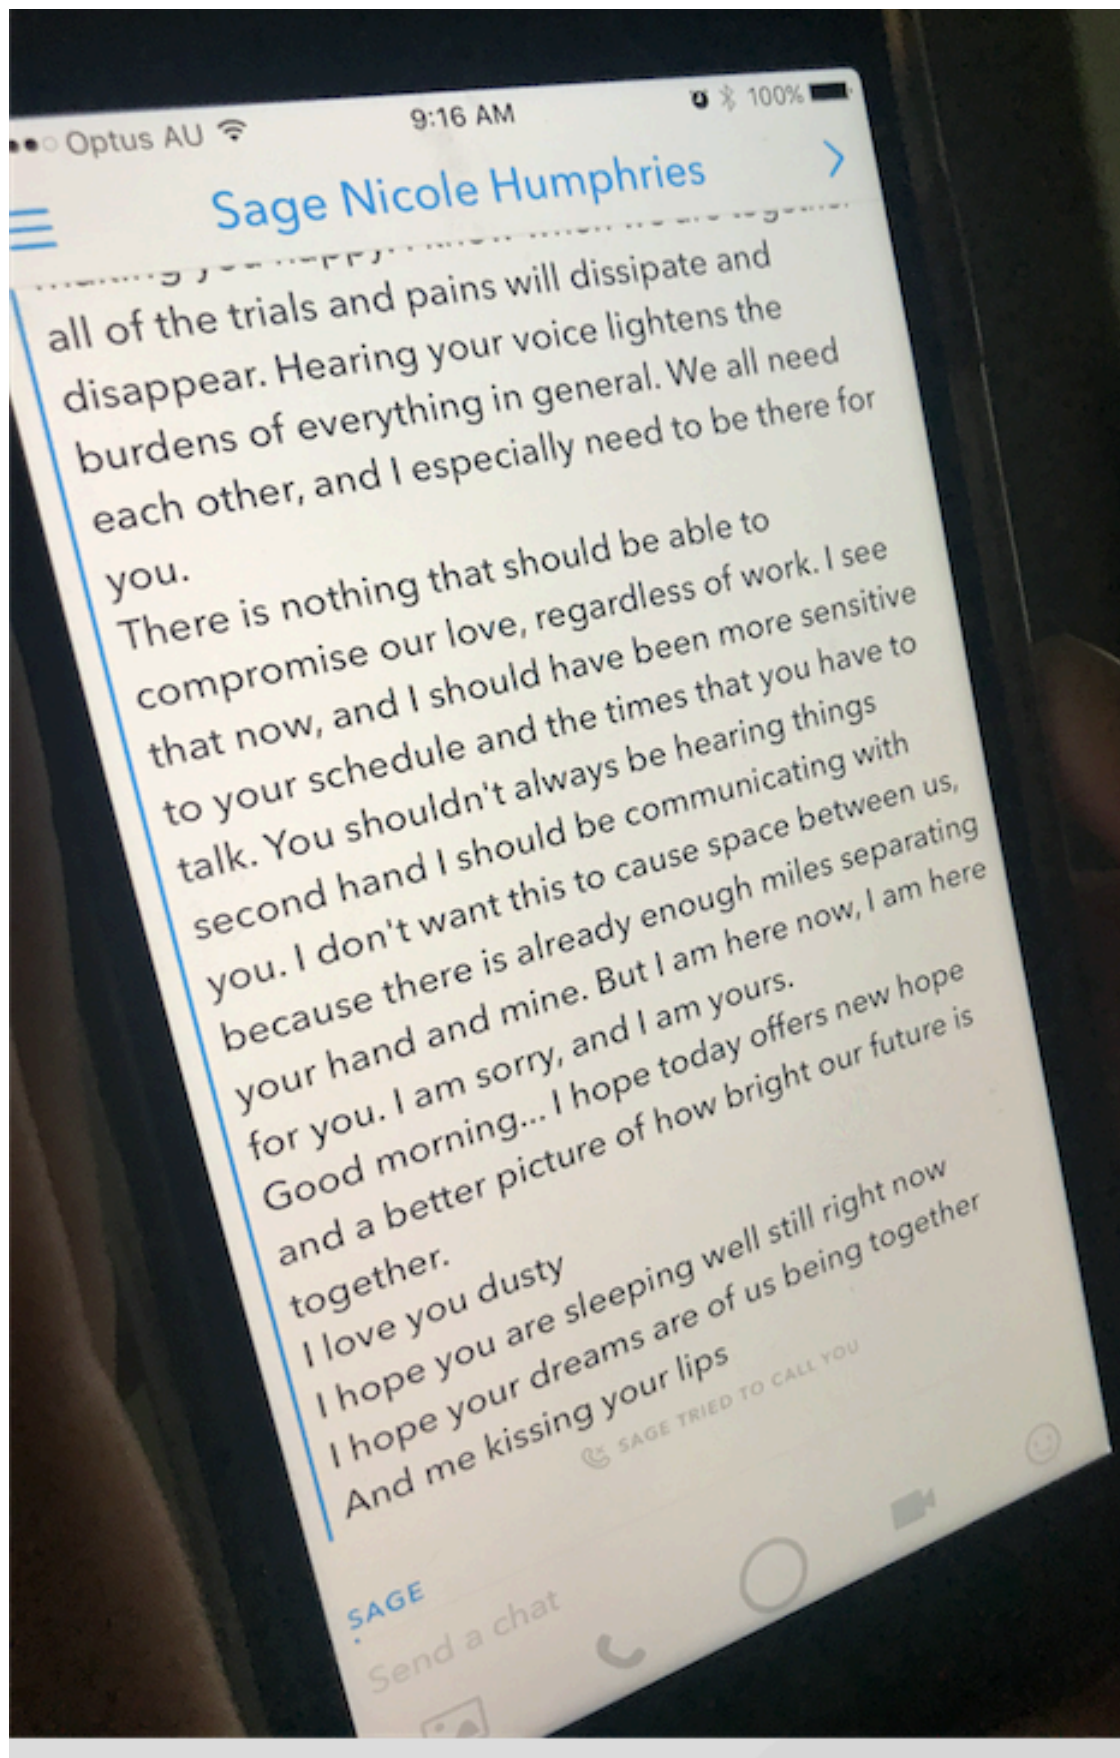 Optus AU
9:16 AM
100%
Sage Nicole Humphries
you happy. I know when we are together
all of the trials and pains will dissipate and
disappear. Hearing your voice lightens the
burdens of everything in general. We all need
each other, and I especially need to be there for
you.
There is nothing that should be able to
compromise our love, regardless of work. I see
that now, and I should have been more sensitive
to your schedule and the times that you have to
talk. You shouldn't always be hearing things
second hand I should be communicating with
you. I don't want this to cause space between us,
because there is already enough miles separating
your hand and mine. But I am here now, I am here
for you. I am sorry, and I am yours.
Good morning... I hope today offers new hope
and a better picture of how bright our future is
together.
I love you dusty
I hope you are sleeping well still right now
I hope your dreams are of us being together
And me kissing your lips
SAGE TRIED TO CALL YOU
SAGE
Send a chat